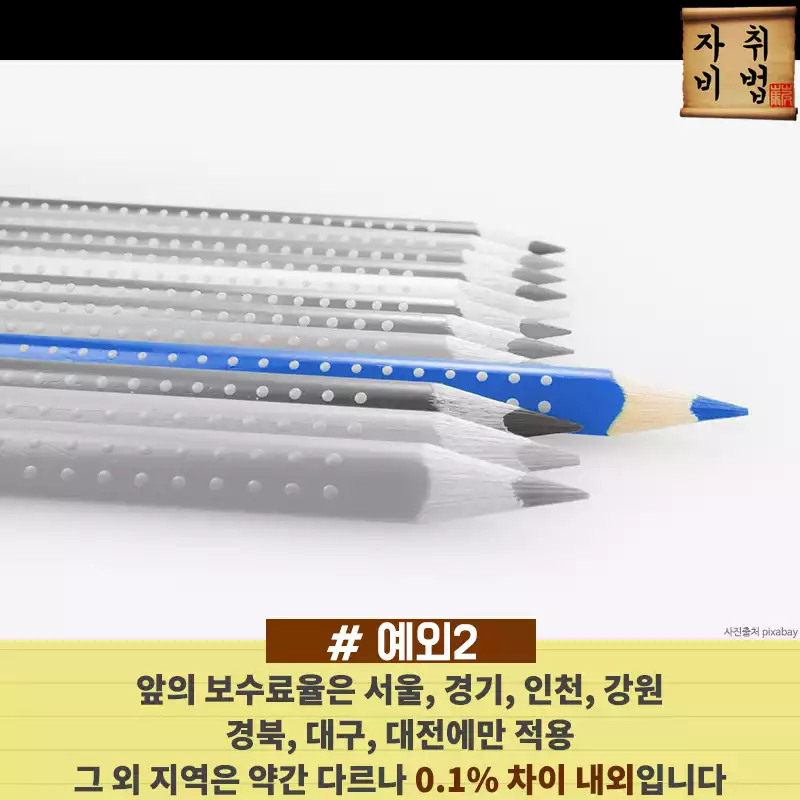 자취
비법
사진출처 pixabay
# 예외2
앞의 보수료율은 서울, 경기, 인천, 강원
경북, 대구, 대전에만 적용
그 외 지역은 약간 다르나 0.1% 차이 내외입니다